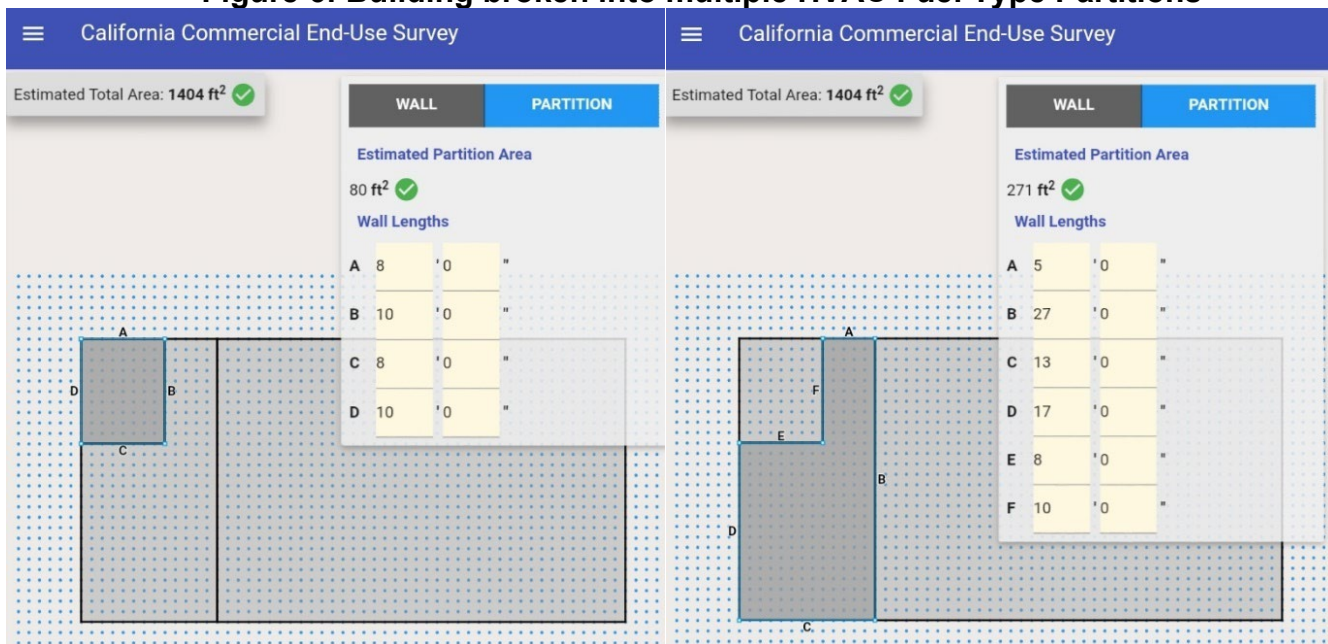 Figure 6: Building broken into multiple HVAC Fuel Type Partitions
California Commercial End-Use Survey
Estimated Total Area: 1404 ft²
WALL PARTITION
Estimated Partition Area
80 ft²
Wall Lengths
A 8 ' 0 "
B 10 ' 0 "
C 8 ' 0 "
D 10 ' 0 "
A
D
B
C
California Commercial End-Use Survey
Estimated Total Area: 1404 ft²
WALL PARTITION
Estimated Partition Area
271 ft²
Wall Lengths
A 5 ' 0 "
B 27 ' 0 "
C 13 ' 0 "
D 17 ' 0 "
E 8 ' 0 "
F 10 ' 0 "
A
F
E
B
D
C